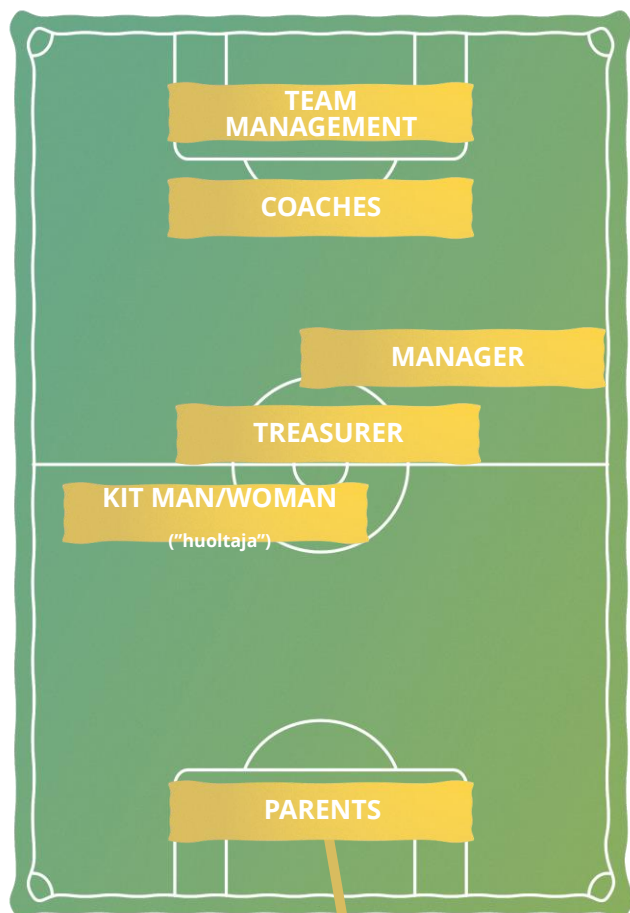 TEAM
MANAGEMENT
COACHES
MANAGER
TREASURER
KIT MAN/WOMAN
(”huoltaja”)
PARENTS